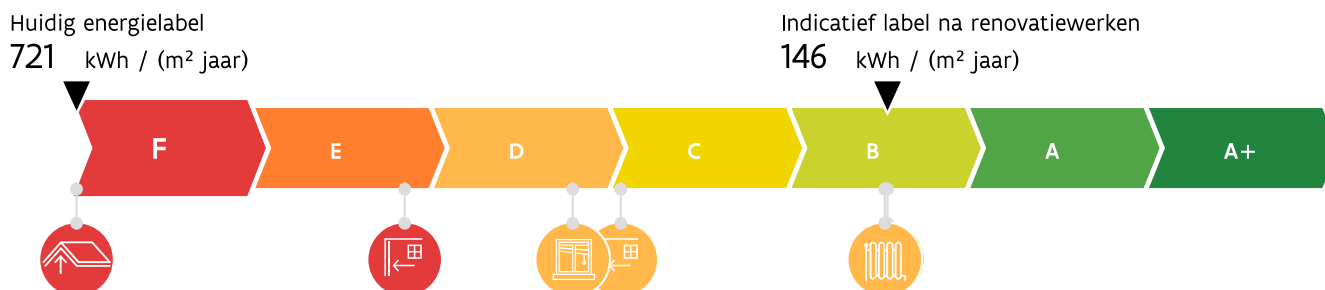 Huidig energielabel
721 kWh / (m² jaar)
Indicatief label na renovatiewerken
146 kWh / (m² jaar)
F E D C B A A+